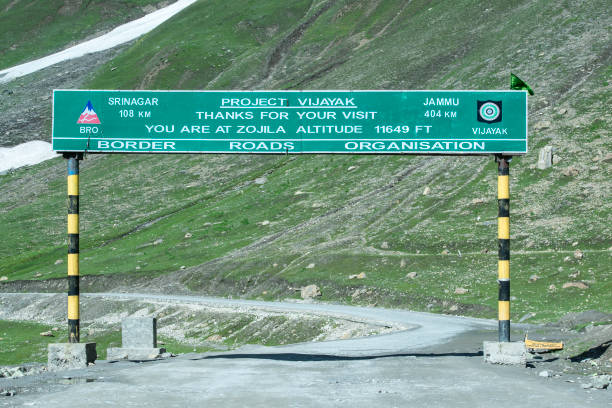 PROJECT VIJAYAK
SRINAGAR
108 KM
THANKS FOR YOUR VISIT
JAMMU
404 KM
YOU ARE AT ZOJILA ALTITUDE 11649 FT
BRO
VIJAYAK
BORDER ROADS ORGANISATION